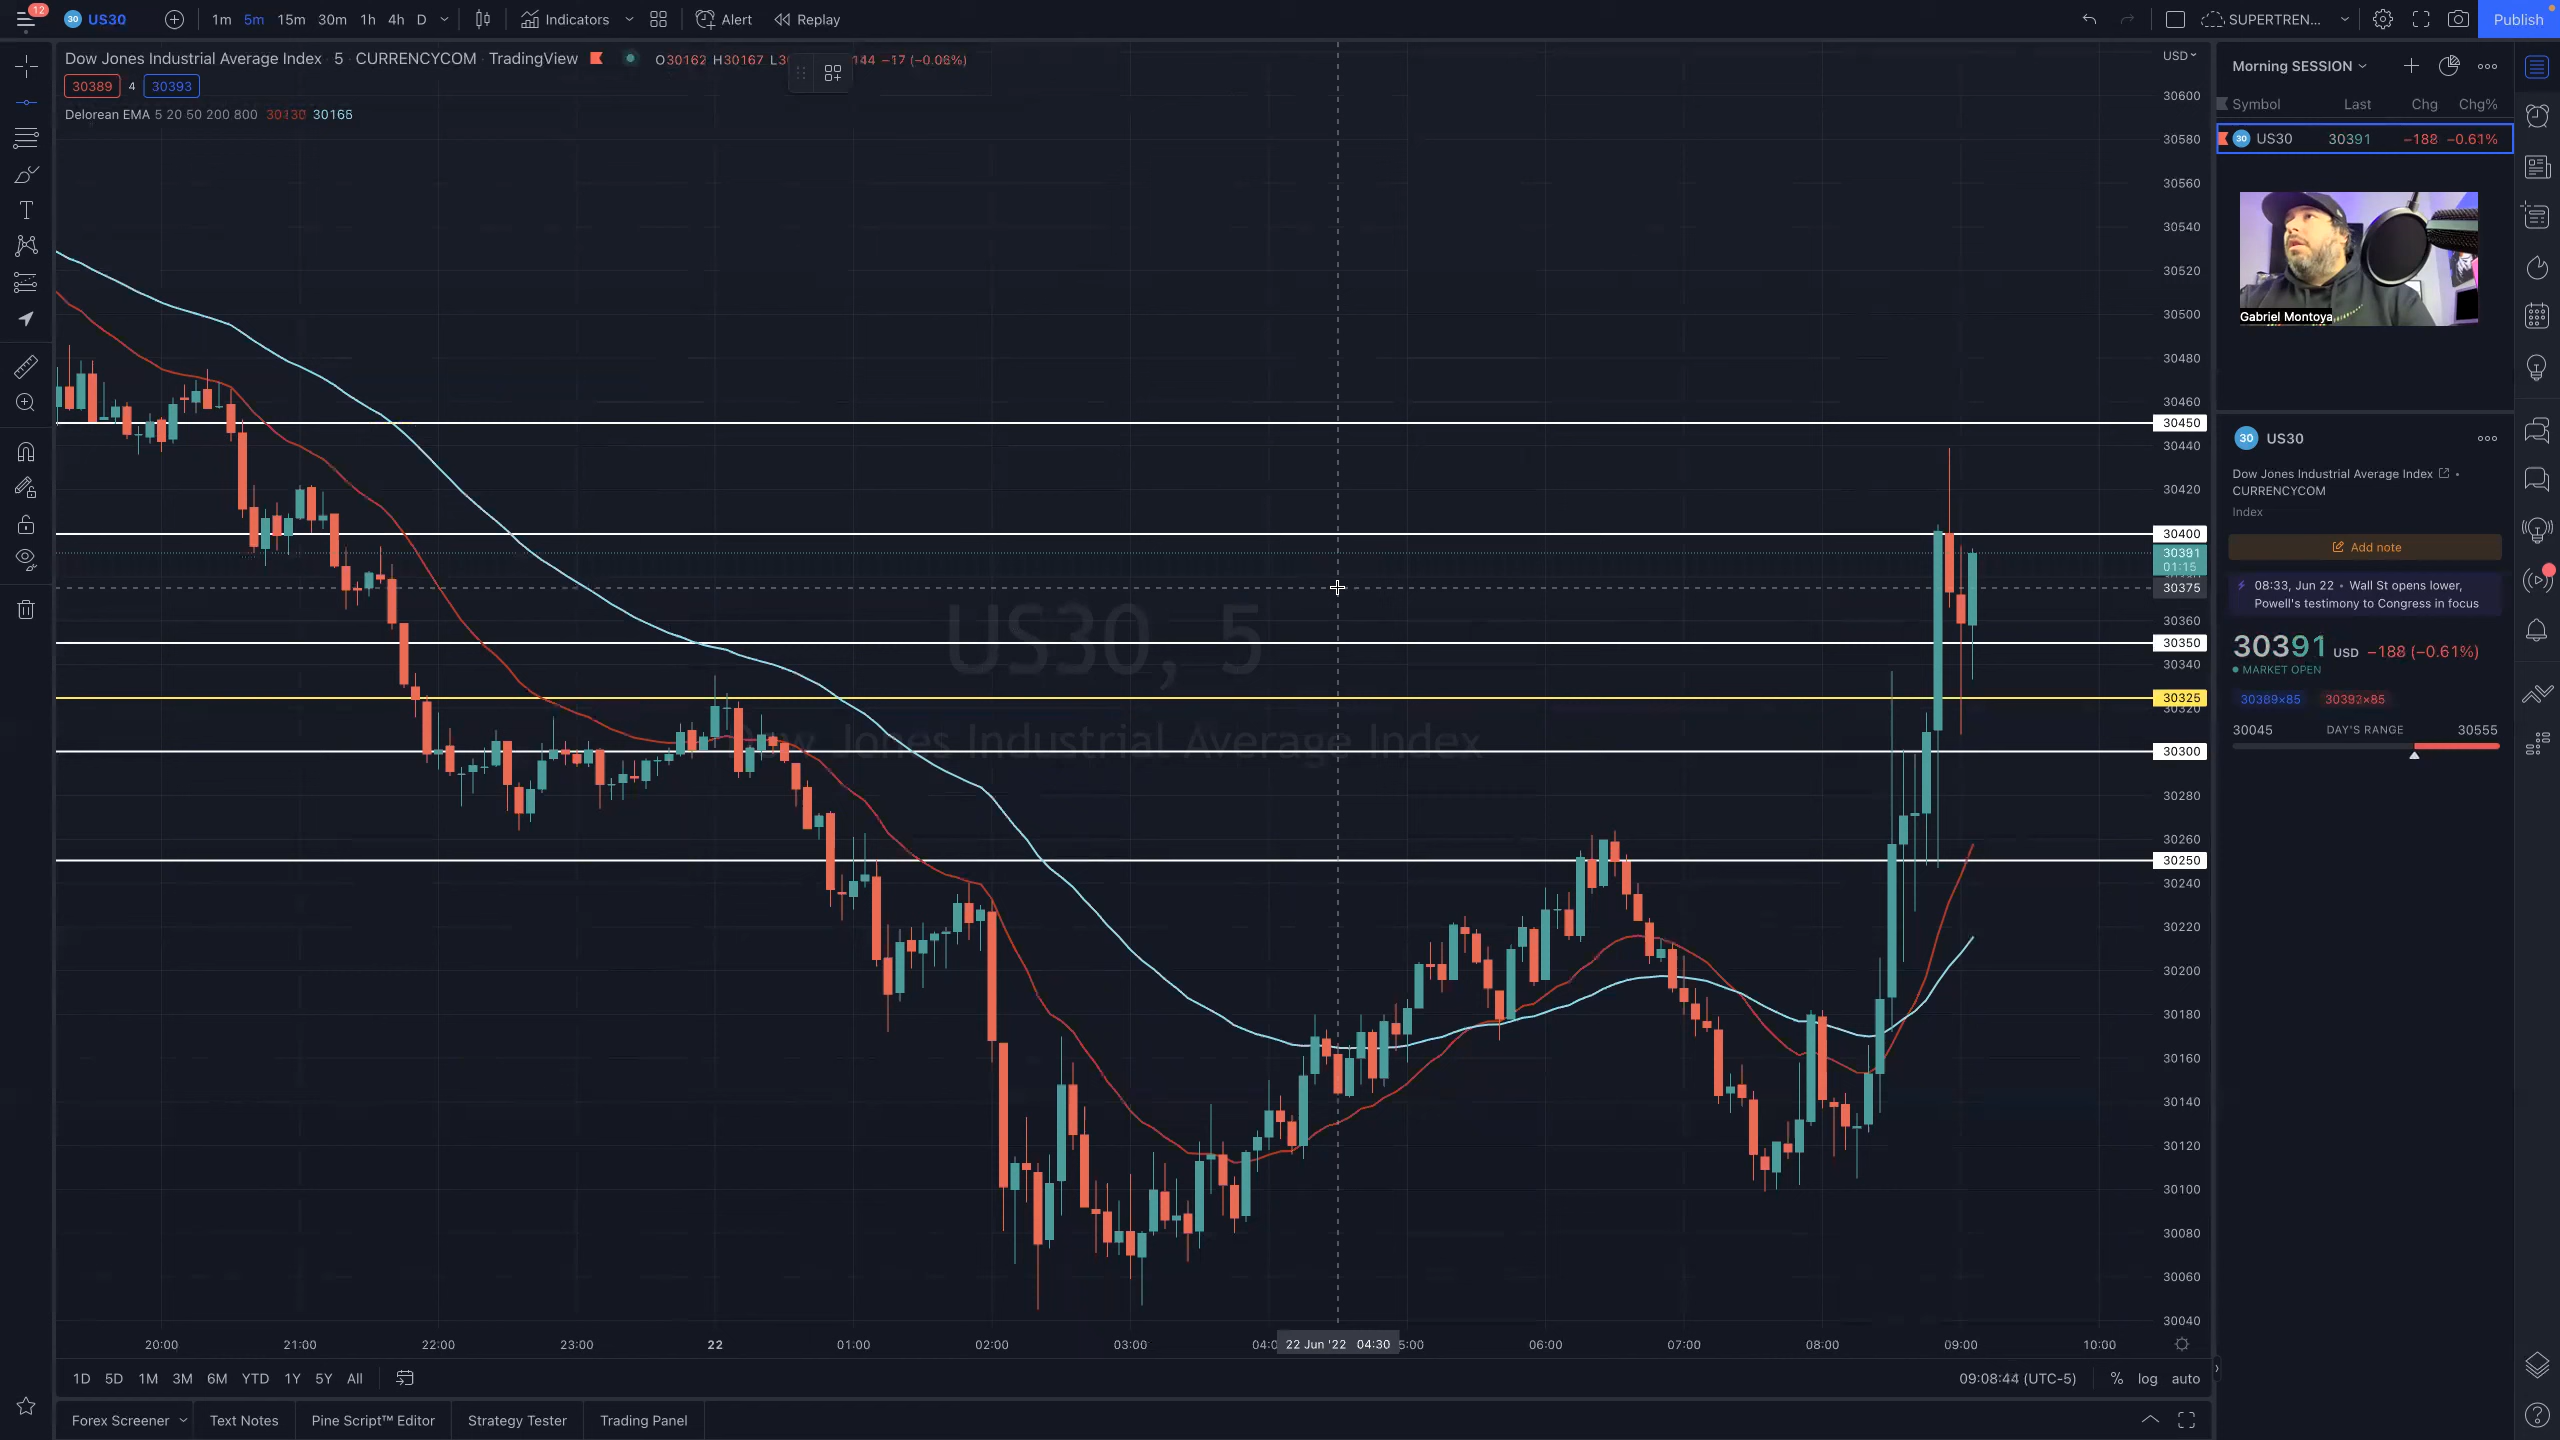 12
30 US30 1m 5m 15m 30m 1h 4h D Indicators Alert Replay SUPERTREN... Publish
Dow Jones Industrial Average Index · 5 · CURRENCYCOM · TradingView O30162 H30167 144 −17 (−0.06%)
30389 4 30393
Delorean EMA 5 20 50 200 800 30130 30165
US30, 5
Dow Jones Industrial Average Index
USD
30600
30580
30560
30540
30520
30500
30480
30460
30450
30440
30420
30400
30391
01:15
30375
30360
30350
30340
30325
30320
30300
30280
30260
30250
30240
30220
30200
30180
30160
30140
30120
30100
30080
30060
30040
20:00 21:00 22:00 23:00 22 01:00 02:00 03:00 22 Jun '22 04:30 06:00 07:00 08:00 09:00 10:00
1D 5D 1M 3M 6M YTD 1Y 5Y All 09:08:44 (UTC-5) % log auto
Forex Screener Text Notes Pine Script™ Editor Strategy Tester Trading Panel
Morning SESSION
Symbol Last Chg Chg%
30 US30 30391 −188 −0.61%
Gabriel Montoya
30 US30
Dow Jones Industrial Average Index •
CURRENCYCOM
Index
Add note
08:33, Jun 22 • Wall St opens lower,
Powell's testimony to Congress in focus
30391 USD −188 (−0.61%)
MARKET OPEN
30389×85 30392×85
30045 DAY'S RANGE 30555